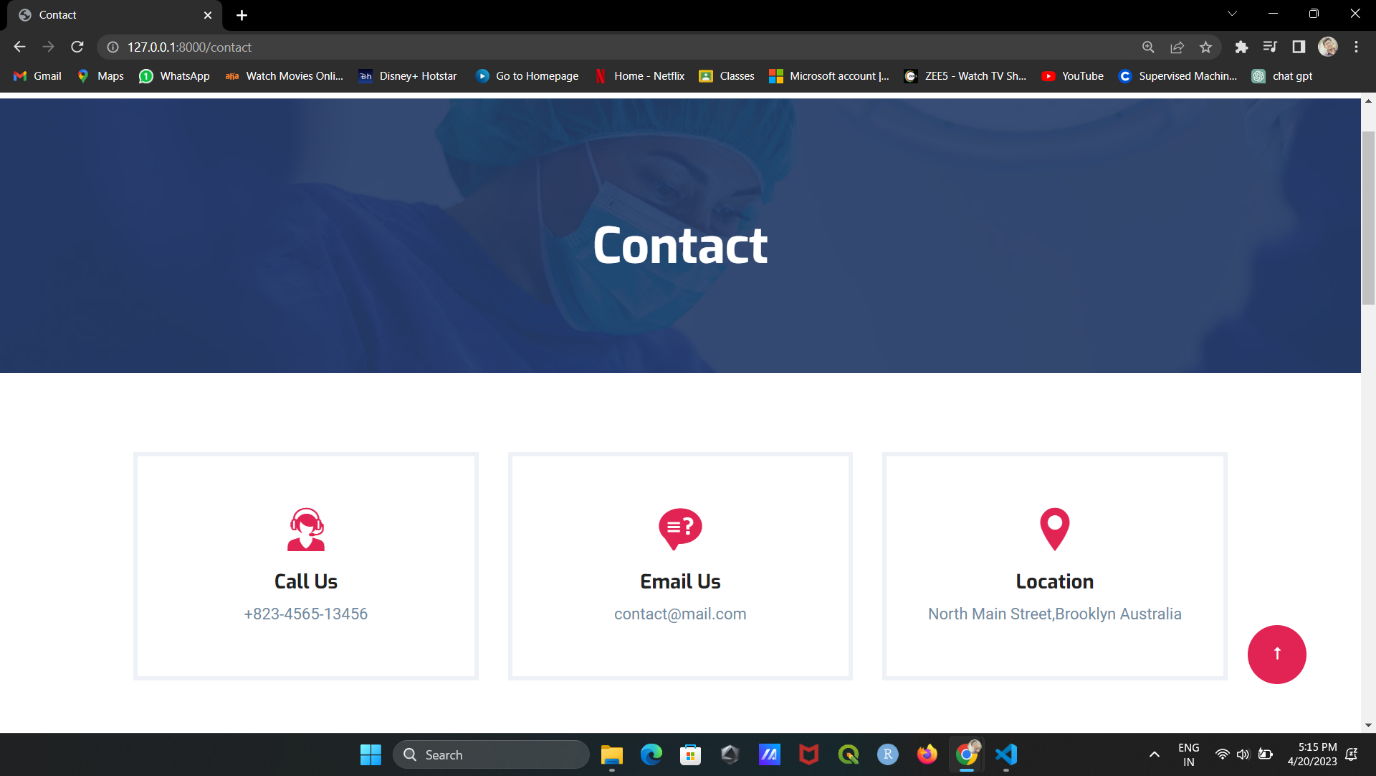 Contact
127.0.0.1:8000/contact
Gmail Maps WhatsApp afia Watch Movies Onli... Disney+ Hotstar Go to Homepage Home - Netflix Classes Microsoft account |... ZEE5 - Watch TV Sh... YouTube Supervised Machin... chat gpt
Contact
Call Us
+823-4565-13456
Email Us
contact@mail.com
Location
North Main Street,Brooklyn Australia
↑
Search
ENG
IN
5:15 PM
4/20/2023